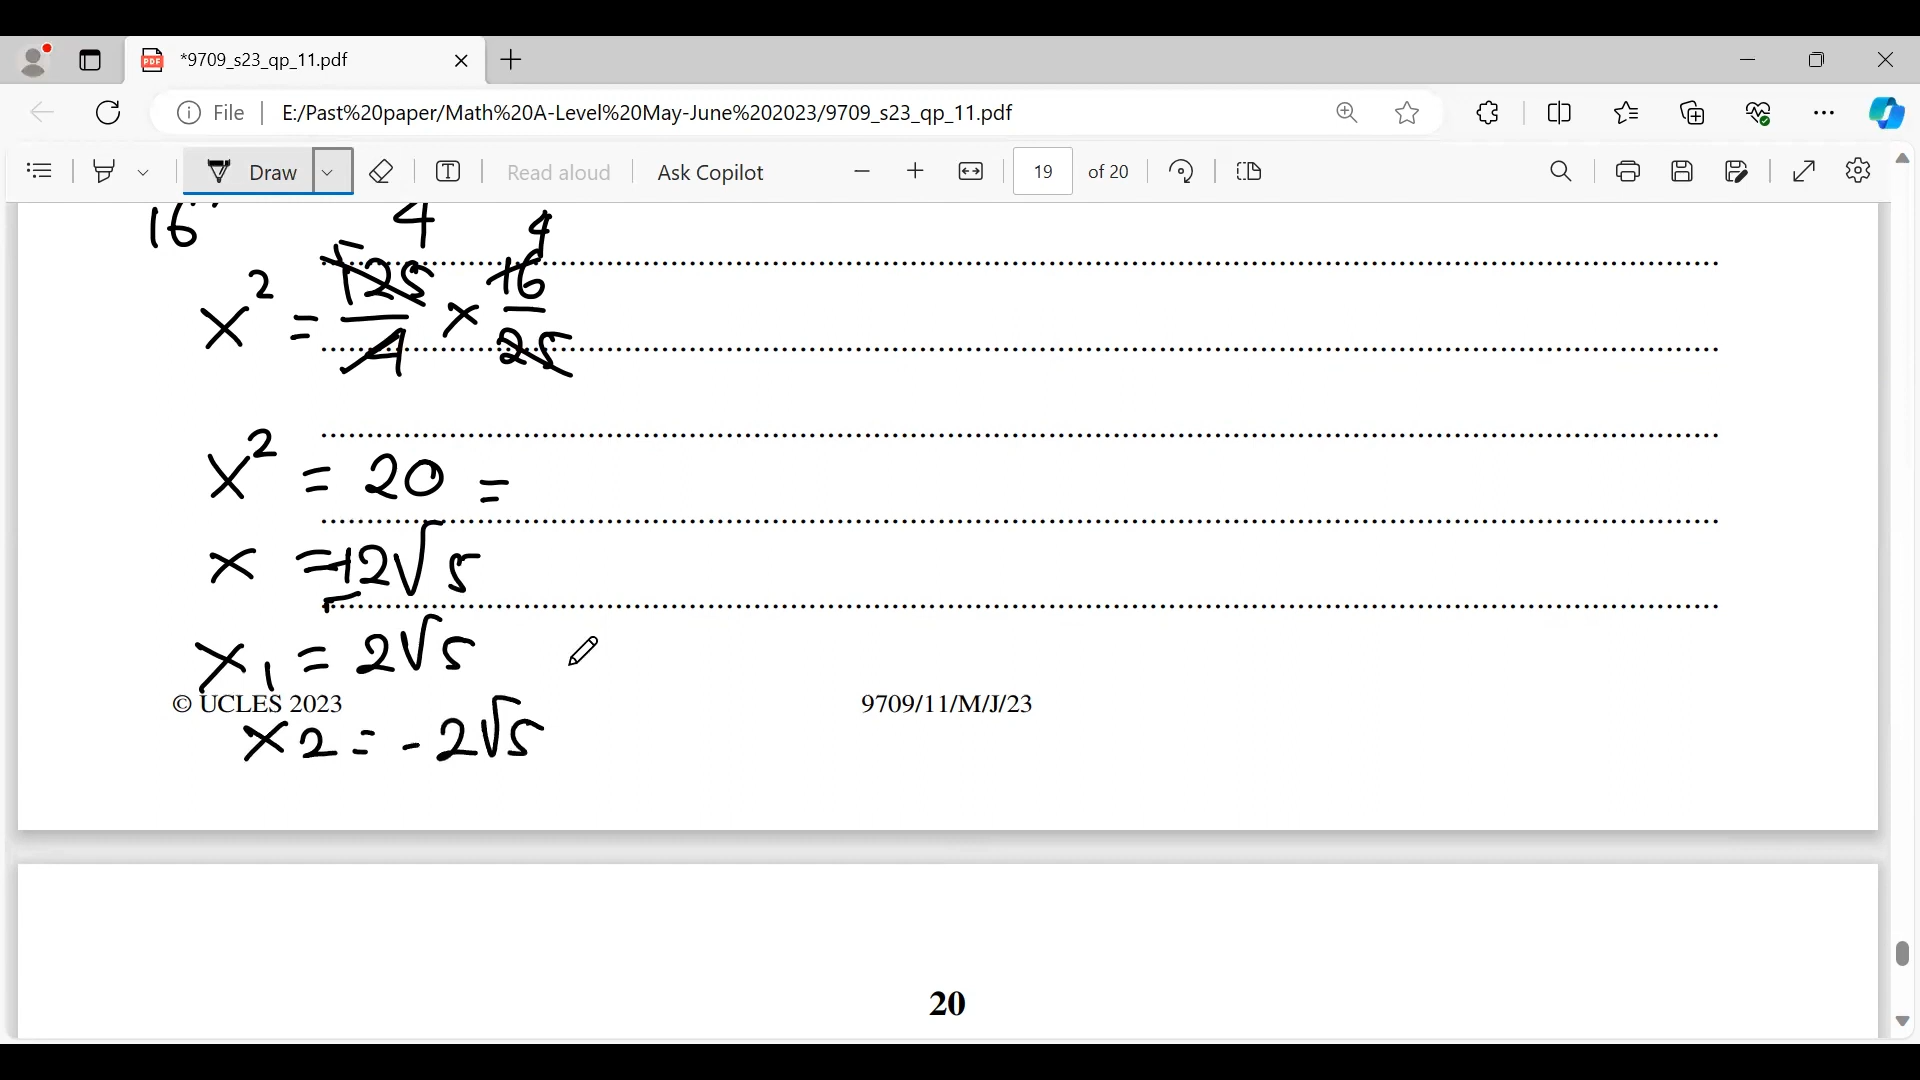 *9709_s23_qp_11.pdf
File | E:/Past%20paper/Math%20A-Level%20May-June%202023/9709_s23_qp_11.pdf
Draw Read aloud Ask Copilot 19 of 20
16 4
x² = 125/4 × 16/25
5 4
x² = 20 =
x = ±2√5
x₁ = 2√5
© UCLES 2023 9709/11/M/J/23
x2 = -2√5
20